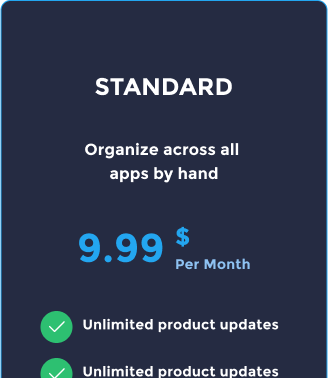 STANDARD
Organize across all
apps by hand
9.99 $
Per Month
Unlimited product updates
Unlimited product updates